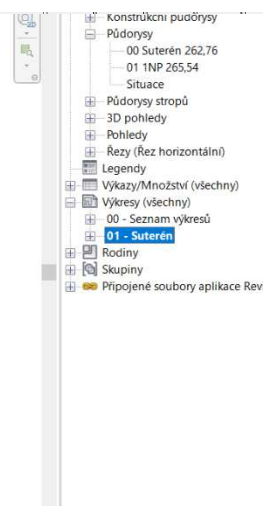 Konstrukční půdorysy
Půdorysy
00 Suterén 262,76
01 1NP 265,54
Situace
Půdorysy stropů
3D pohledy
Pohledy
Řezy (Řez horizontální)
Legendy
Výkazy/Množství (všechny)
Výkresy (všechny)
00 - Seznam výkresů
01 - Suterén
Rodiny
Skupiny
Připojené soubory aplikace Rev